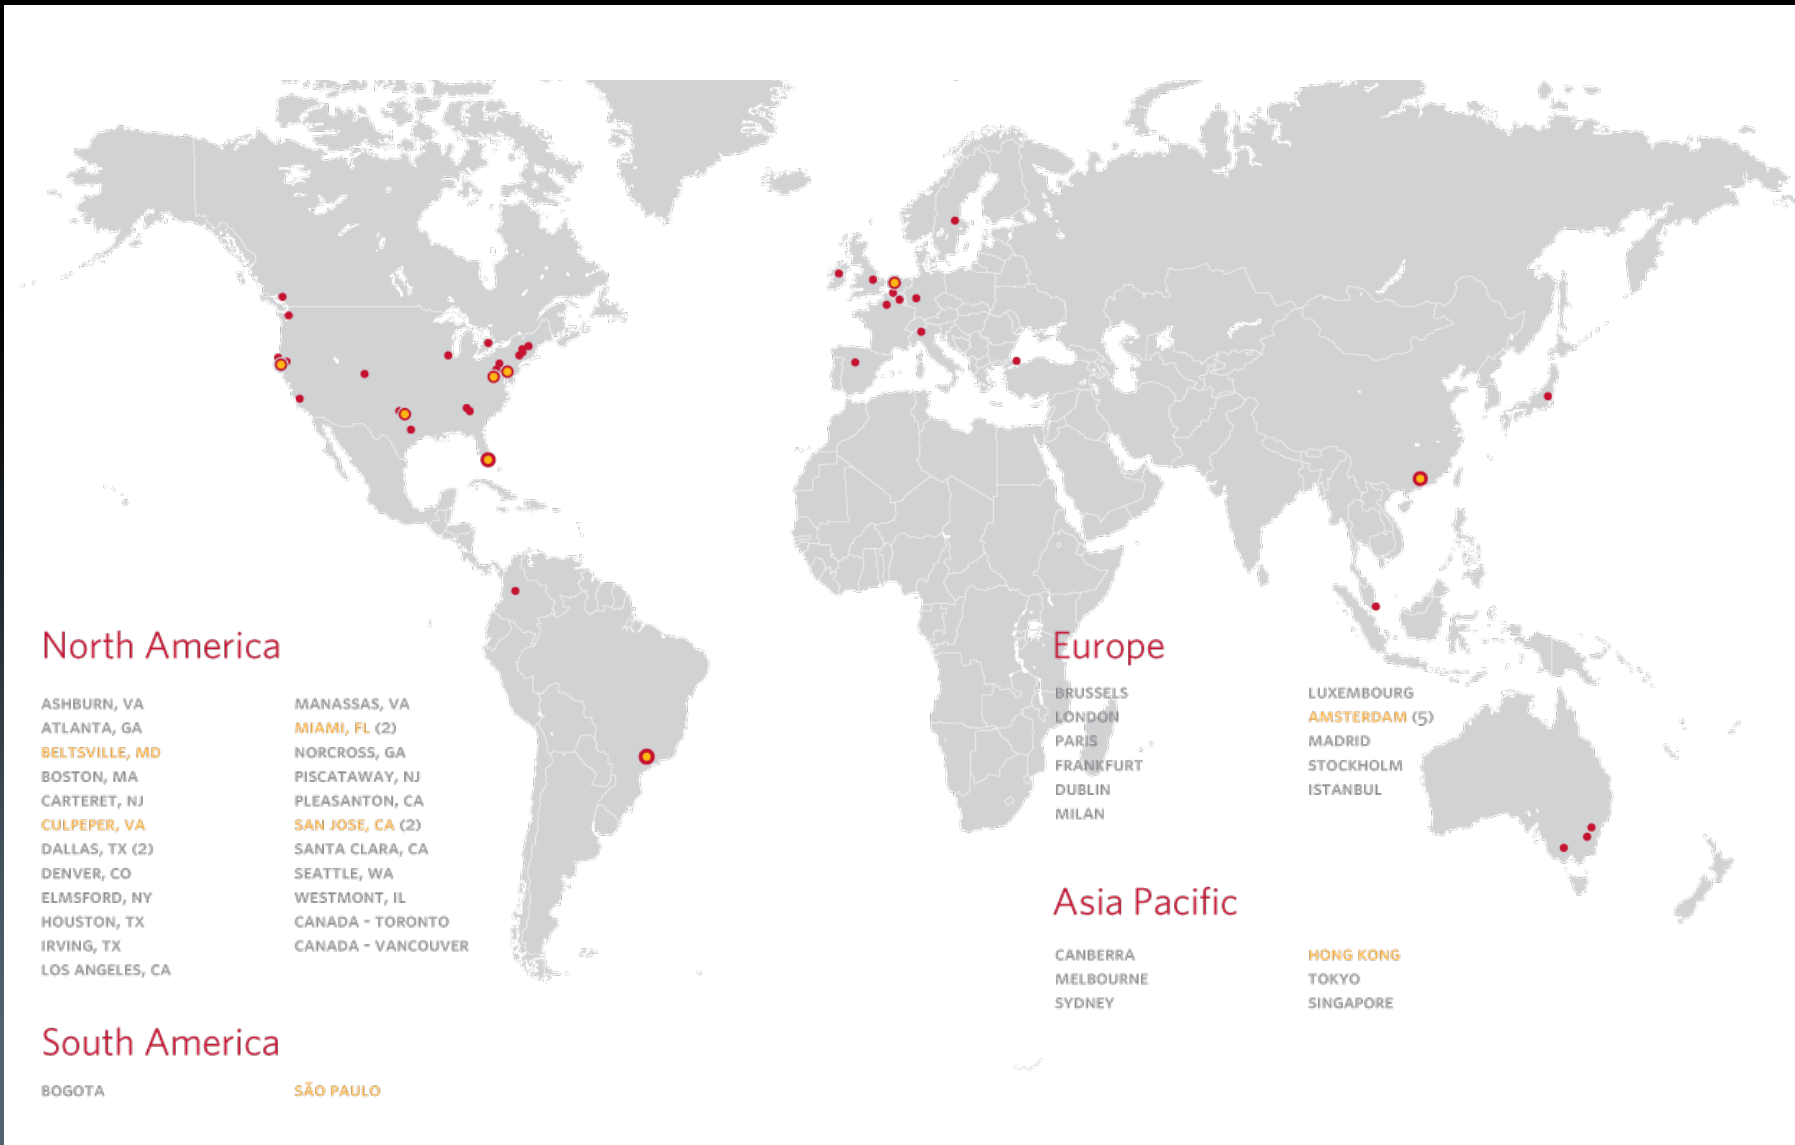 North America
ASHBURN, VA
ATLANTA, GA
BELTSVILLE, MD
BOSTON, MA
CARTERET, NJ
CULPEPER, VA
DALLAS, TX (2)
DENVER, CO
ELMSFORD, NY
HOUSTON, TX
IRVING, TX
LOS ANGELES, CA
MANASSAS, VA
MIAMI, FL (2)
NORCROSS, GA
PISCATAWAY, NJ
PLEASANTON, CA
SAN JOSE, CA (2)
SANTA CLARA, CA
SEATTLE, WA
WESTMONT, IL
CANADA - TORONTO
CANADA - VANCOUVER
South America
BOGOTA
SÃO PAULO
Europe
BRUSSELS
LONDON
PARIS
FRANKFURT
DUBLIN
MILAN
LUXEMBOURG
AMSTERDAM (5)
MADRID
STOCKHOLM
ISTANBUL
Asia Pacific
CANBERRA
MELBOURNE
SYDNEY
HONG KONG
TOKYO
SINGAPORE